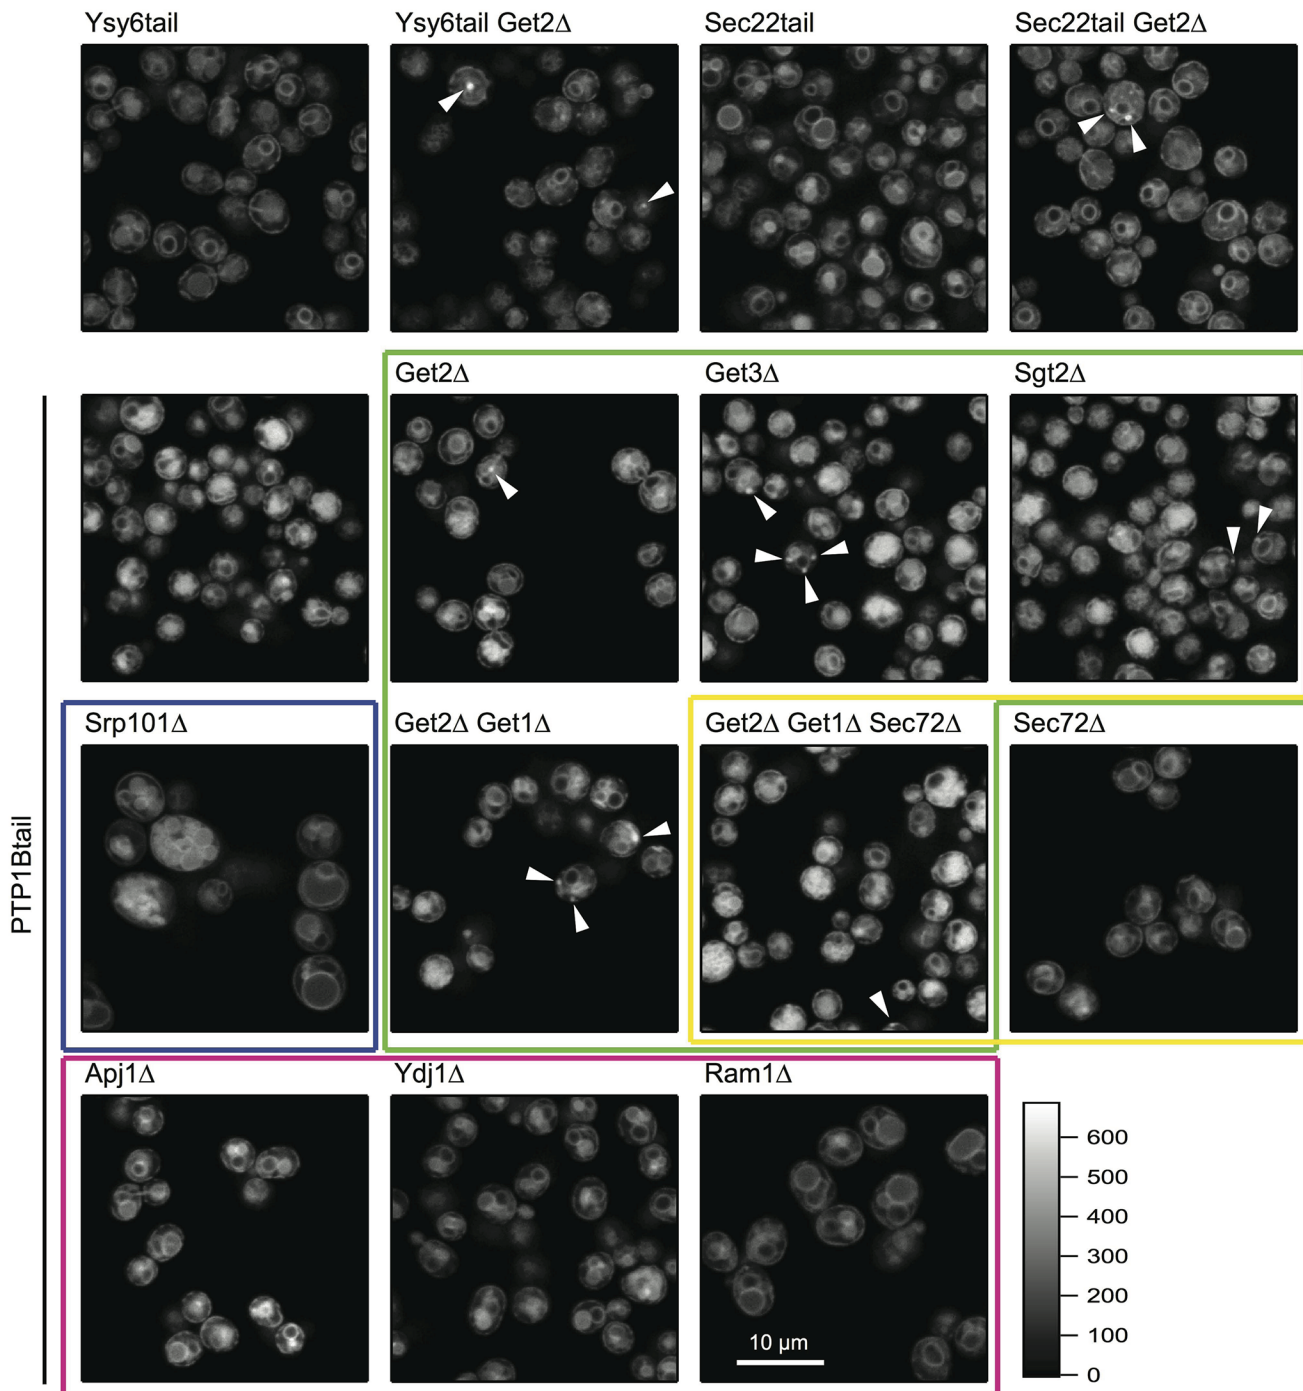 Ysy6tail
Ysy6tail Get2Δ
Sec22tail
Sec22tail Get2Δ
Get2Δ
Get3Δ
Sgt2Δ
PTP1Btail
Srp101Δ
Get2Δ Get1Δ
Get2Δ Get1Δ Sec72Δ
Sec72Δ
Apj1Δ
Ydj1Δ
Ram1Δ
10 µm
600
500
400
300
200
100
0